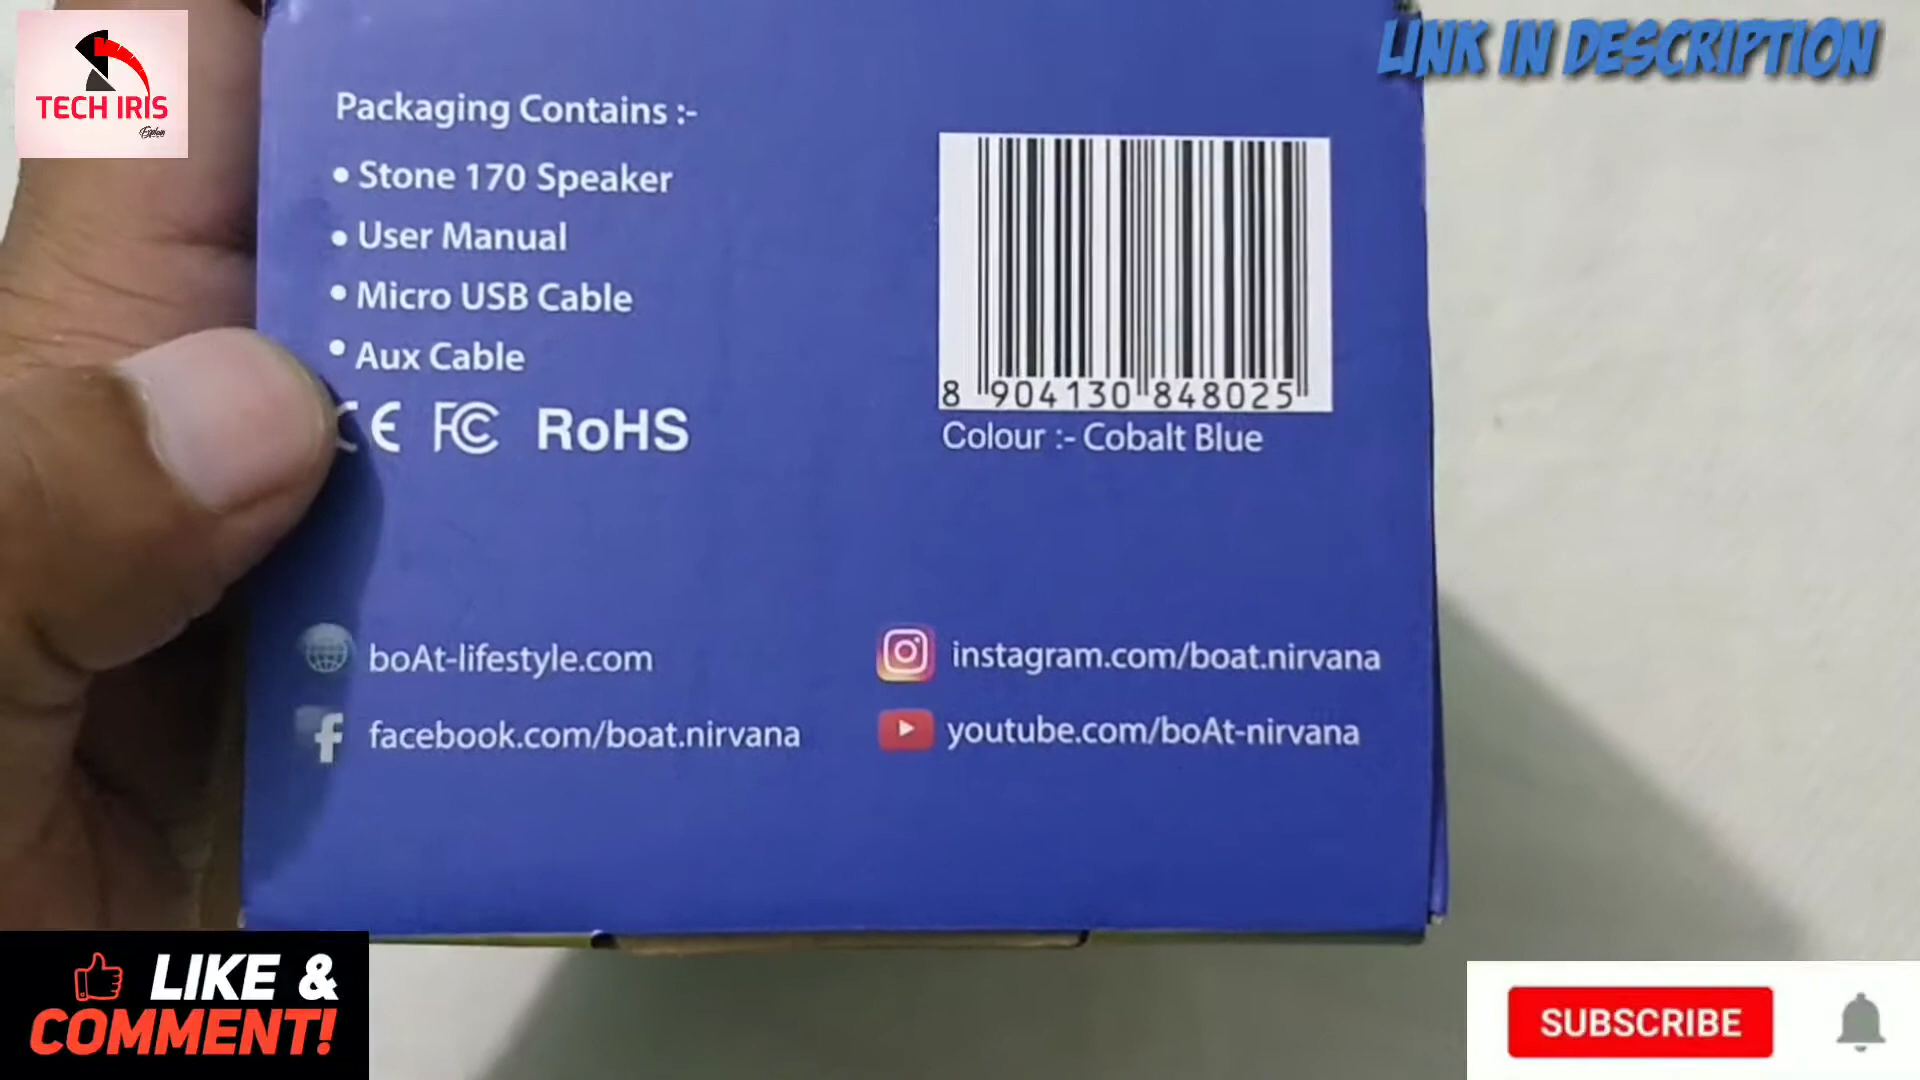 TECH IRIS
Explain
LINK IN DESCRIPTION
Packaging Contains :-
• Stone 170 Speaker
• User Manual
• Micro USB Cable
• Aux Cable
CE FC RoHS
8 904130 848025
Colour :- Cobalt Blue
boAt-lifestyle.com
instagram.com/boat.nirvana
facebook.com/boat.nirvana
youtube.com/boAt-nirvana
LIKE &
COMMENT!
SUBSCRIBE